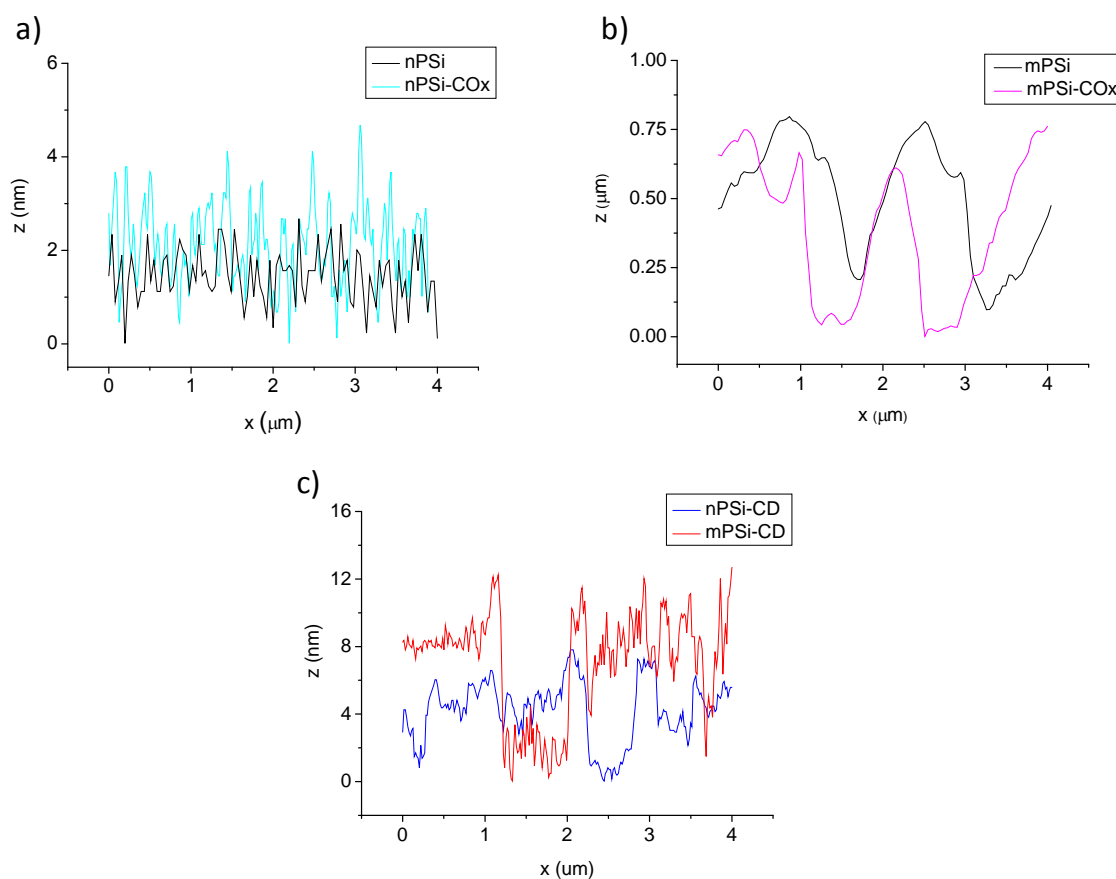 a)
nPSi
nPSi-COx
6
4
2
0
z (nm)
0 1 2 3 4
x (μm)
b)
mPSi
mPSi-COx
1.00
0.75
0.50
0.25
0.00
z (μm)
0 1 2 3 4
x (μm)
c)
nPSi-CD
mPSi-CD
16
12
8
4
0
z (nm)
0 1 2 3 4
x (um)